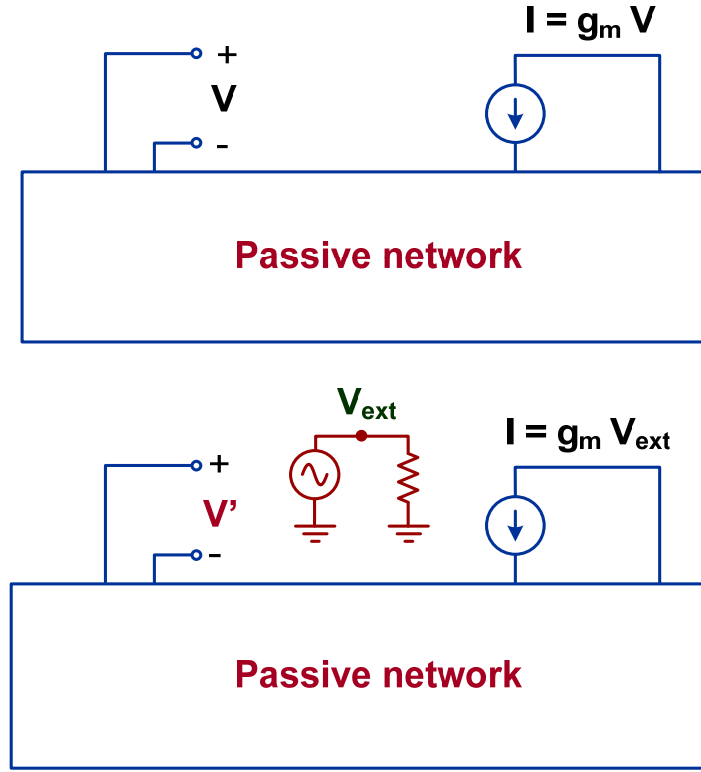 I = gm V
+
V
-
Passive network
Vext
I = gm Vext
+
V’
-
Passive network